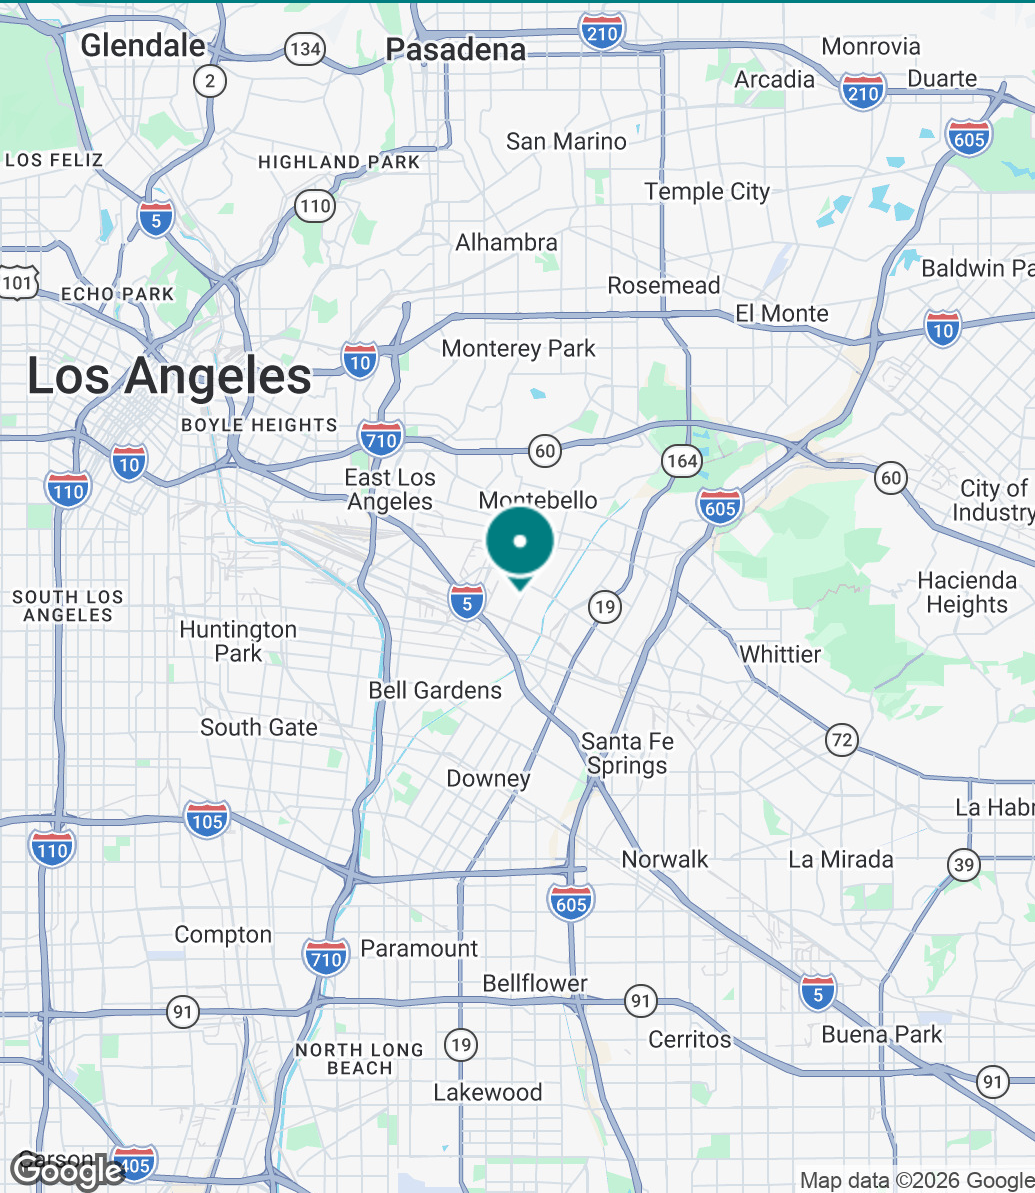 Glendale
134
Pasadena
210
Monrovia
2
Arcadia
210
Duarte
605
LOS FELIZ
HIGHLAND PARK
San Marino
Temple City
110
5
Alhambra
101
ECHO PARK
Rosemead
Baldwin Pa
El Monte
10
10
Monterey Park
Los Angeles
BOYLE HEIGHTS
710
60
10
164
110
East Los
Angeles
Montebello
605
60
City of
Industry
SOUTH LOS
ANGELES
5
19
Hacienda
Heights
Huntington
Park
Whittier
Bell Gardens
South Gate
Santa Fe
Springs
72
Downey
105
110
La Habr
Norwalk
La Mirada
39
605
Compton
710
Paramount
Bellflower
5
91
91
Cerritos
Buena Park
NORTH LONG
BEACH
19
Lakewood
91
Carson
405
Google
Map data ©2026 Google